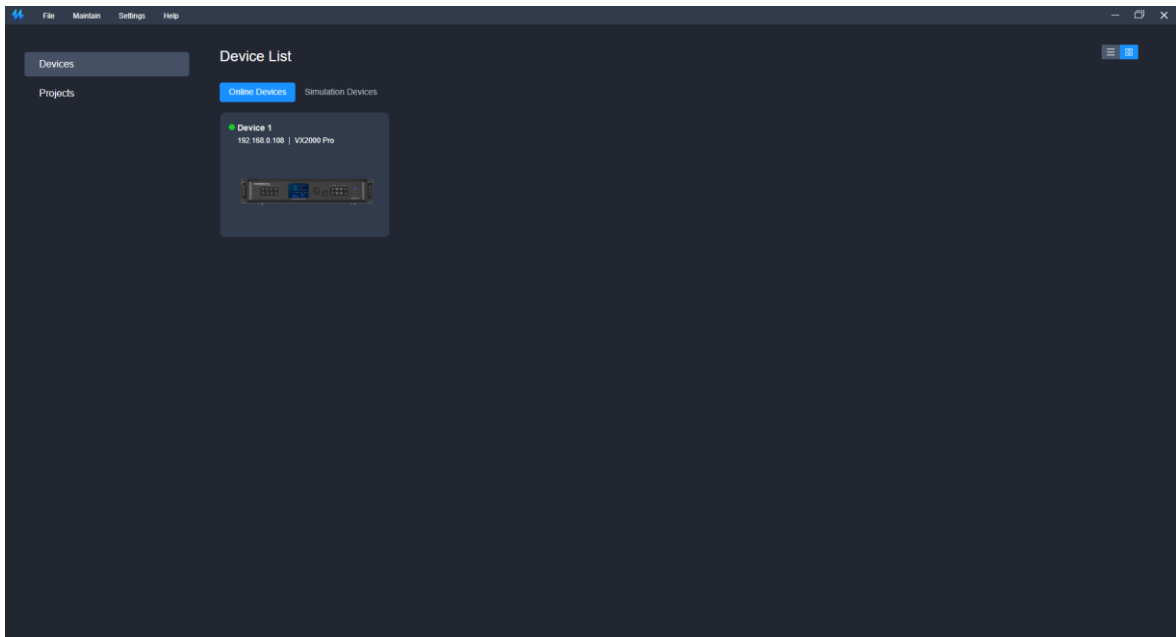 File Maintain Settings Help
Devices
Projects
Device List
Online Devices Simulation Devices
Device 1
192.168.0.108 | VX2000 Pro